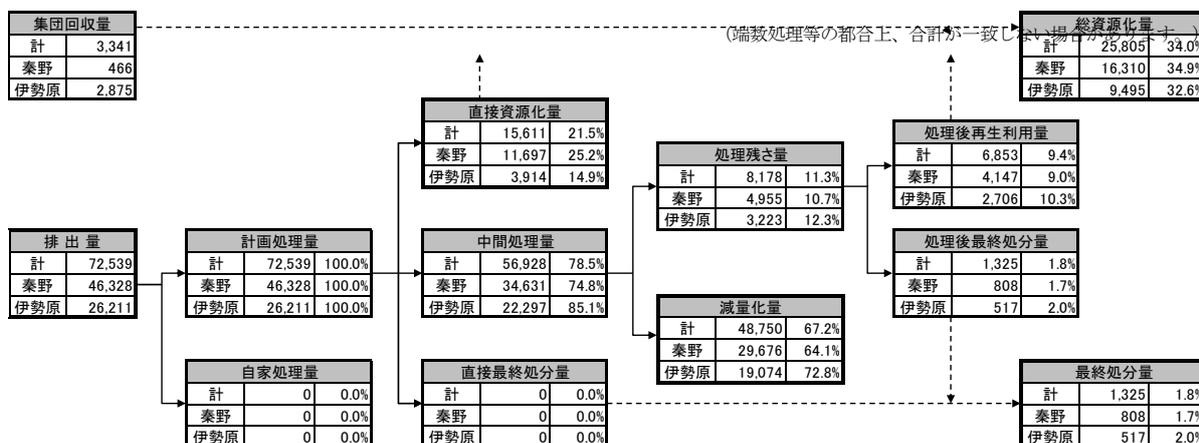 集団回収量
計 3,341
秦野 466
伊勢原 2,875
(端数処理等の都合上、合計が一致しない場合があります。)
総資源化量
計 25,805 34.0%
秦野 16,310 34.9%
伊勢原 9,495 32.6%
直接資源化量
計 15,611 21.5%
秦野 11,697 25.2%
伊勢原 3,914 14.9%
処理残さ量
計 8,178 11.3%
秦野 4,955 10.7%
伊勢原 3,223 12.3%
処理後再生利用量
計 6,853 9.4%
秦野 4,147 9.0%
伊勢原 2,706 10.3%
排 出 量
計 72,539
秦野 46,328
伊勢原 26,211
計画処理量
計 72,539 100.0%
秦野 46,328 100.0%
伊勢原 26,211 100.0%
中間処理量
計 56,928 78.5%
秦野 34,631 74.8%
伊勢原 22,297 85.1%
処理後最終処分量
計 1,325 1.8%
秦野 808 1.7%
伊勢原 517 2.0%
減量化量
計 48,750 67.2%
秦野 29,676 64.1%
伊勢原 19,074 72.8%
自家処理量
計 0 0.0%
秦野 0 0.0%
伊勢原 0 0.0%
直接最終処分量
計 0 0.0%
秦野 0 0.0%
伊勢原 0 0.0%
最終処分量
計 1,325 1.8%
秦野 808 1.7%
伊勢原 517 2.0%